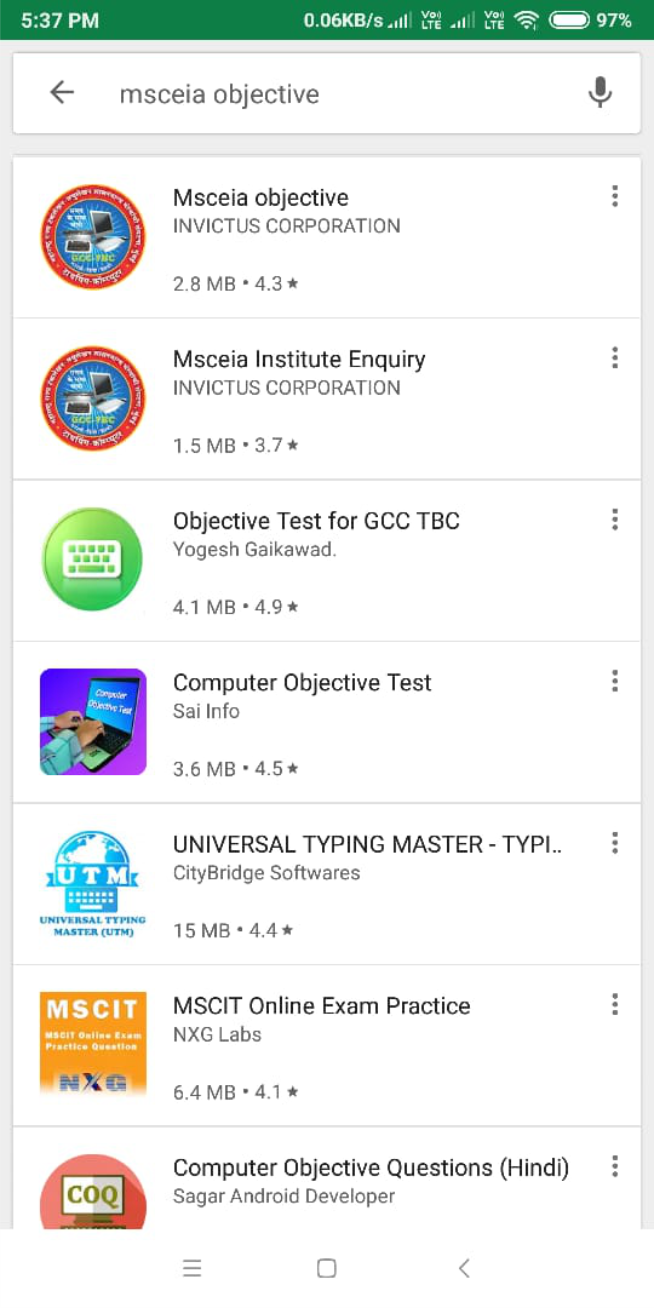 5:37 PM 0.06KB/s Vo) LTE Vo) LTE 97%
msceia objective
Msceia objective
INVICTUS CORPORATION
2.8 MB • 4.3 ★
GCC-TBC
टायपिंग-कॉम्प्युटर
Msceia Institute Enquiry
INVICTUS CORPORATION
1.5 MB • 3.7 ★
GCC-TBC
टायपिंग-कॉम्प्युटर
Objective Test for GCC TBC
Yogesh Gaikawad.
4.1 MB • 4.9 ★
Computer
Objective Test
Computer Objective Test
Sai Info
3.6 MB • 4.5 ★
UTM
UNIVERSAL TYPING
MASTER (UTM)
UNIVERSAL TYPING MASTER - TYPI..
CityBridge Softwares
15 MB • 4.4 ★
MSCIT
MSCIT Online Exam
Practice Question
NXG
MSCIT Online Exam Practice
NXG Labs
6.4 MB • 4.1 ★
COQ
Computer Objective Questions (Hindi)
Sagar Android Developer